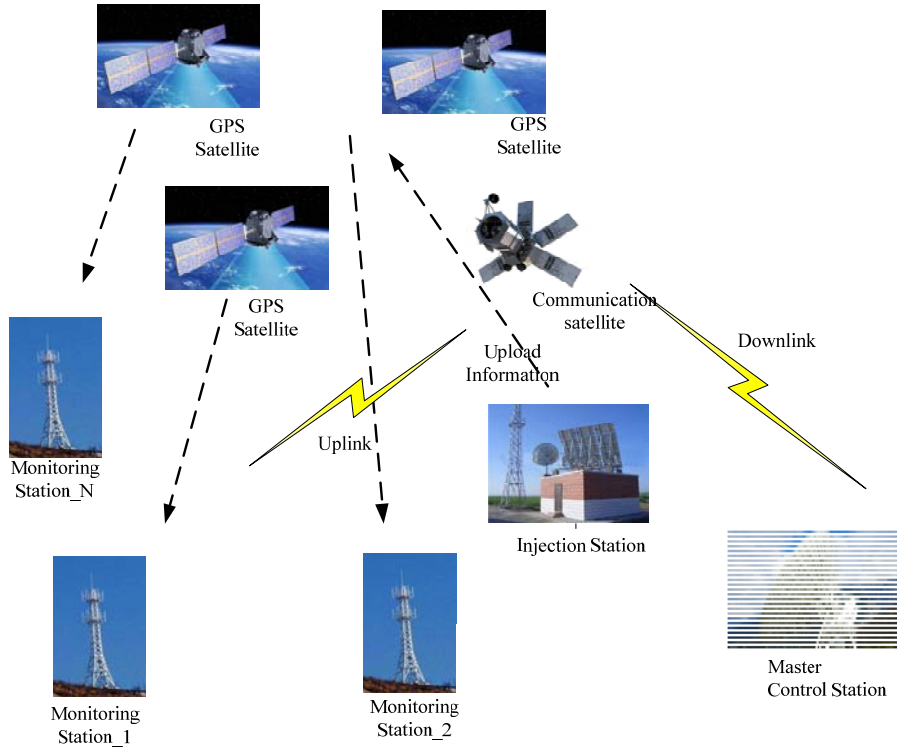 GPS
Satellite
GPS
Satellite
GPS
Satellite
Communication
satellite
Downlink
Upload
Information
Uplink
Monitoring
Station_N
Injection Station
Master
Control Station
Monitoring
Station_1
Monitoring
Station_2